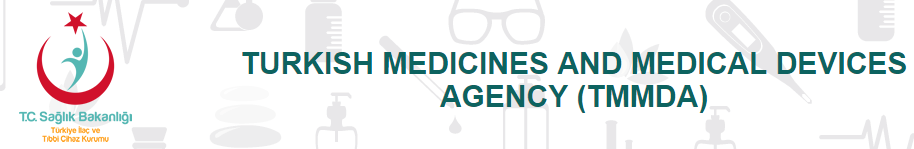 T.C. Sağlık Bakanlığı
Türkiye İlaç ve
Tıbbi Cihaz Kurumu
TURKISH MEDICINES AND MEDICAL DEVICES
AGENCY (TMMDA)